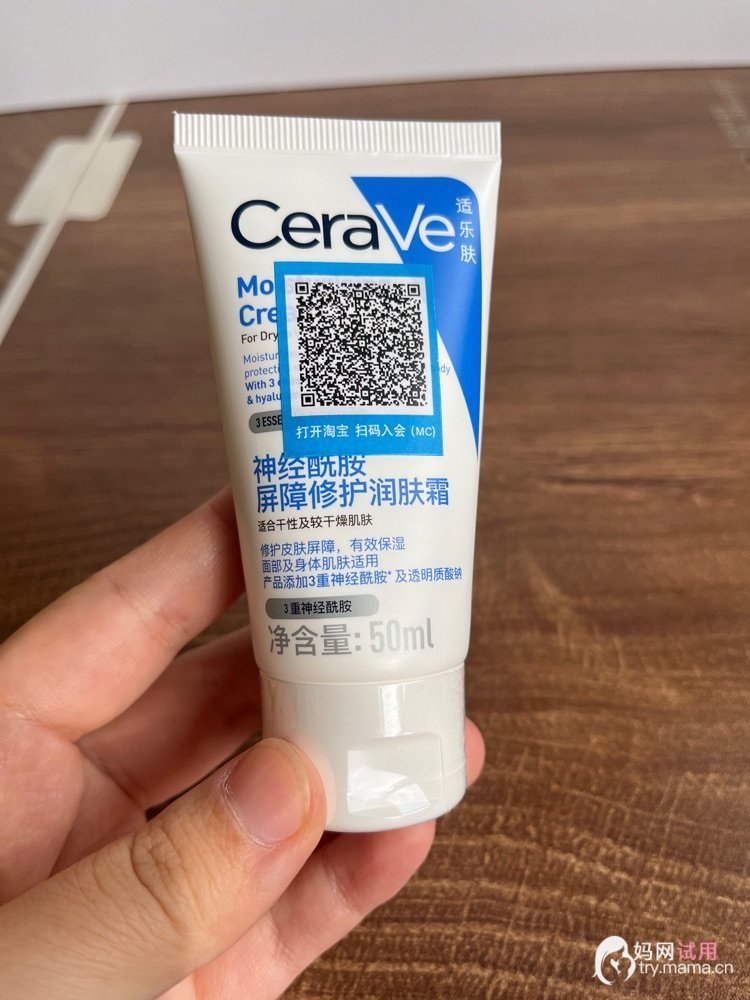 CeraVe
适乐肤
Cre
For Dry
Moistu
protecti
With 3
& hyalu
3 ESSE
打开淘宝 扫码入会 (MC)
神经酰胺
屏障修护润肤霜
适合干性及较干燥肌肤
修护皮肤屏障，有效保湿
面部及身体肌肤适用
产品添加3重神经酰胺*及透明质酸钠
3重神经酰胺
净含量: 50ml
妈网试用
try.mama.cn